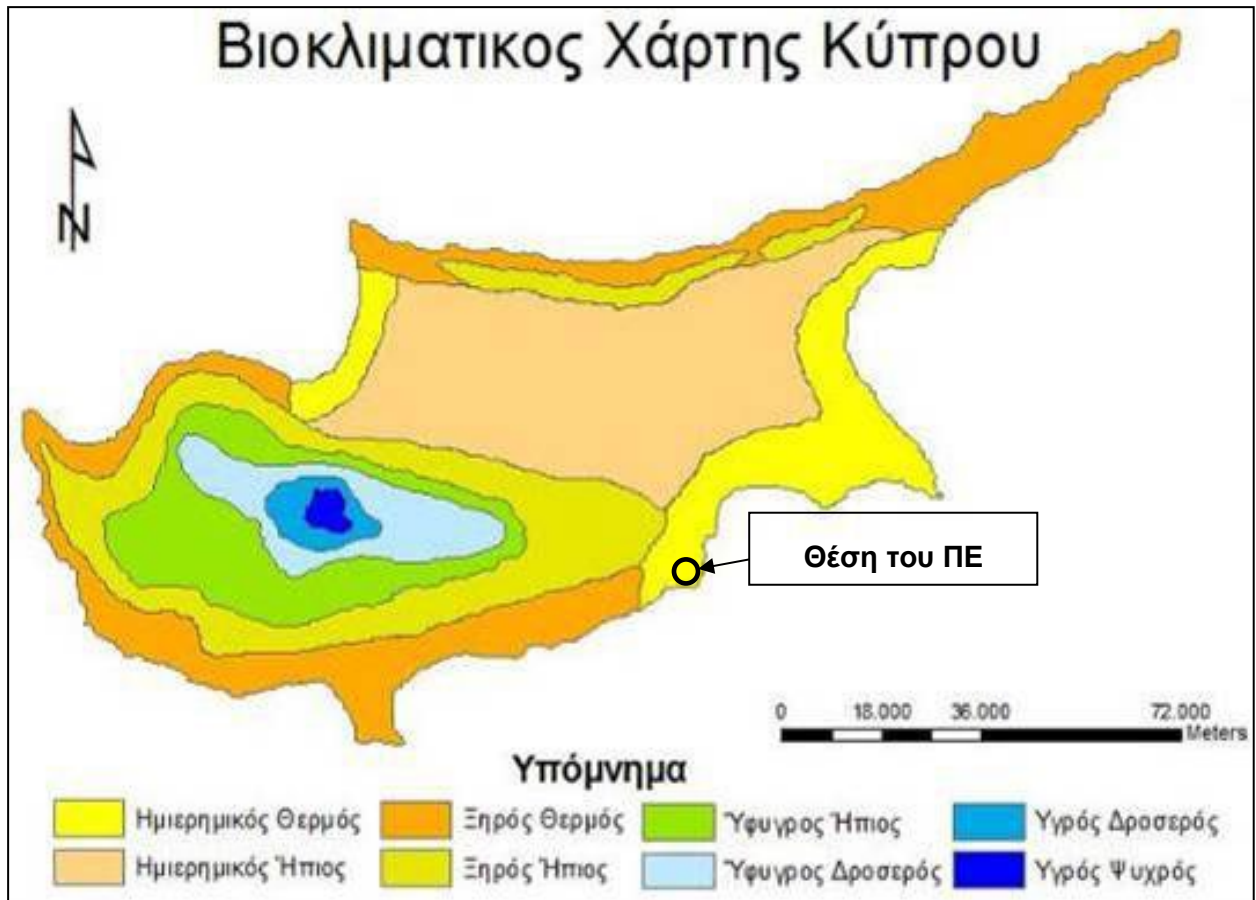 Βιοκλιματικος Χάρτης Κύπρου
N
Θέση του ΠΕ
0 18.000 36.000 72.000
Meters
Υπόμνημα
Ημιερημικός Θερμός Ξηρός Θερμός Ύφυγρος Ήπιος Υγρός Δροσερός
Ημιερημικός Ήπιος Ξηρός Ήπιος Ύφυγρος Δροσερός Υγρός Ψυχρός